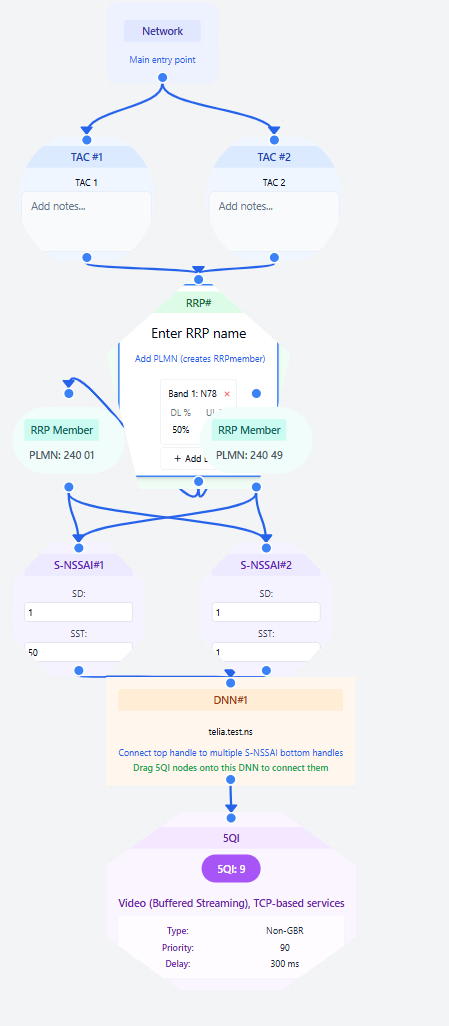 Network
Main entry point
TAC #1
TAC #2
TAC 1
TAC 2
Add notes...
Add notes...
RRP#
Enter RRP name
Add PLMN (creates RRPmember)
Band 1: N78 ×
DL %
50%
+ Add
RRP Member
PLMN: 240 01
RRP Member
PLMN: 240 49
S-NSSAI#1
S-NSSAI#2
SD:
SD:
1
1
SST:
SST:
50
1
DNN#1
telia.test.ns
Connect top handle to multiple S-NSSAI bottom handles
Drag 5QI nodes onto this DNN to connect them
5QI
5QI: 9
Video (Buffered Streaming), TCP-based services
Type: Non-GBR
Priority: 90
Delay: 300 ms